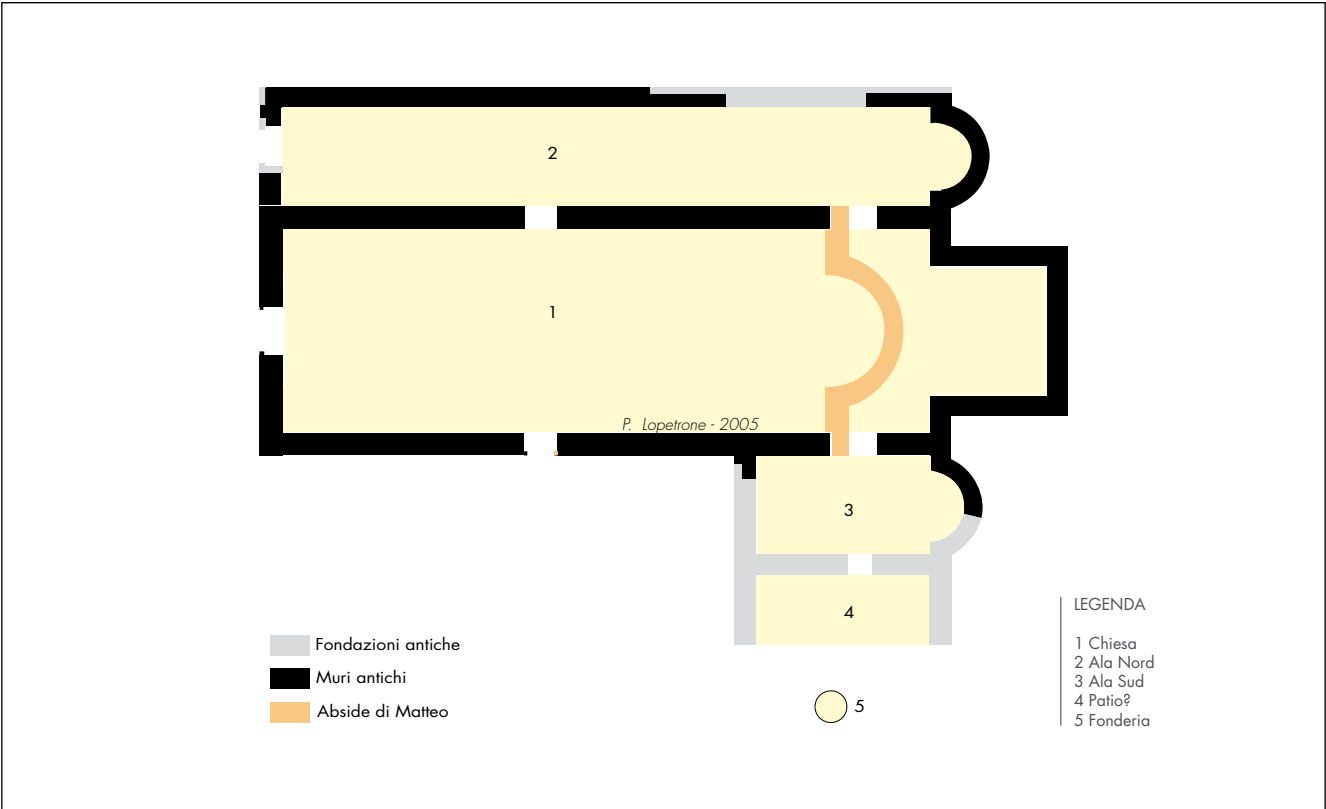 2
1
P. Lopetrone - 2005
3
4
5
Fondazioni antiche
Muri antichi
Abside di Matteo
LEGENDA
1 Chiesa
2 Ala Nord
3 Ala Sud
4 Patio?
5 Fonderia